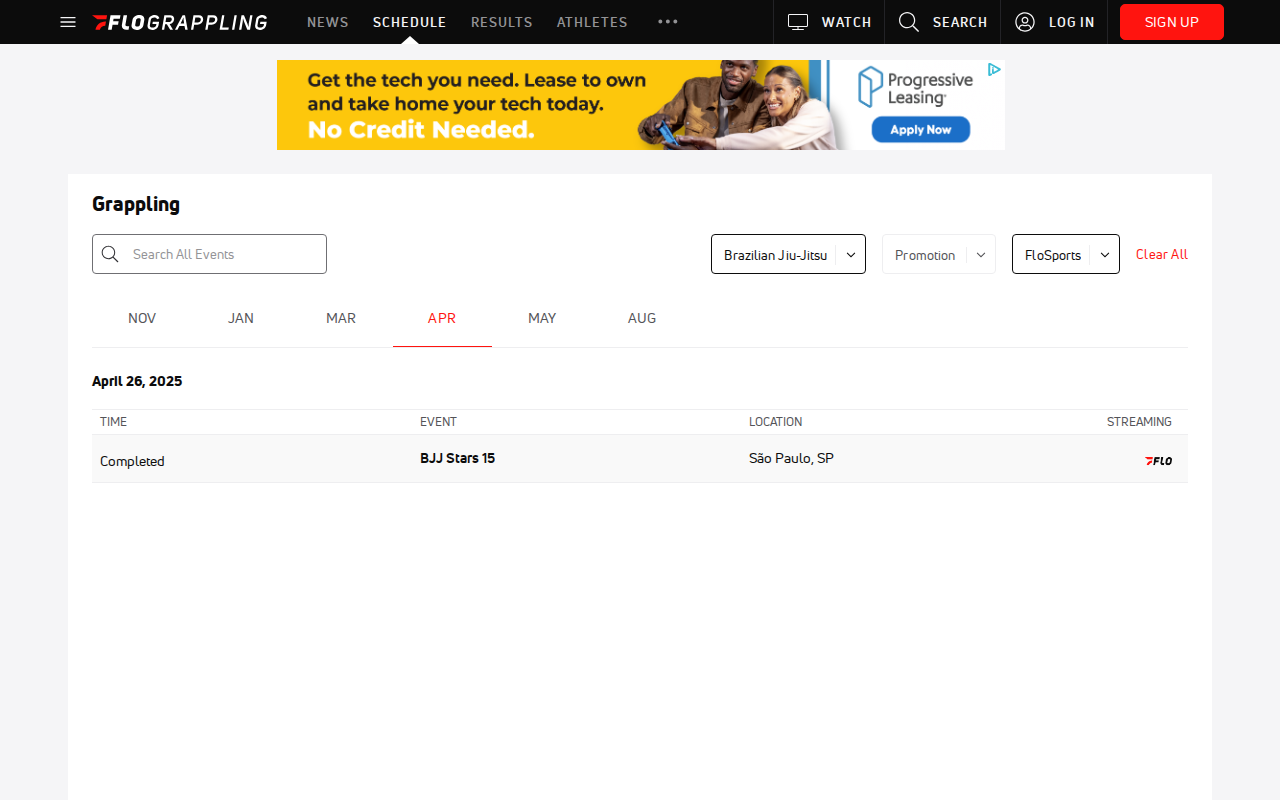 FLOGRAPPLING NEWS SCHEDULE RESULTS ATHLETES ••• WATCH SEARCH LOG IN SIGN UP
Get the tech you need. Lease to own
and take home your tech today.
No Credit Needed.
Progressive
Leasing
Apply Now
Grappling
Search All Events Brazilian Jiu-Jitsu Promotion FloSports Clear All
NOV JAN MAR APR MAY AUG
April 26, 2025
TIME EVENT LOCATION STREAMING
Completed BJJ Stars 15 São Paulo, SP FLO